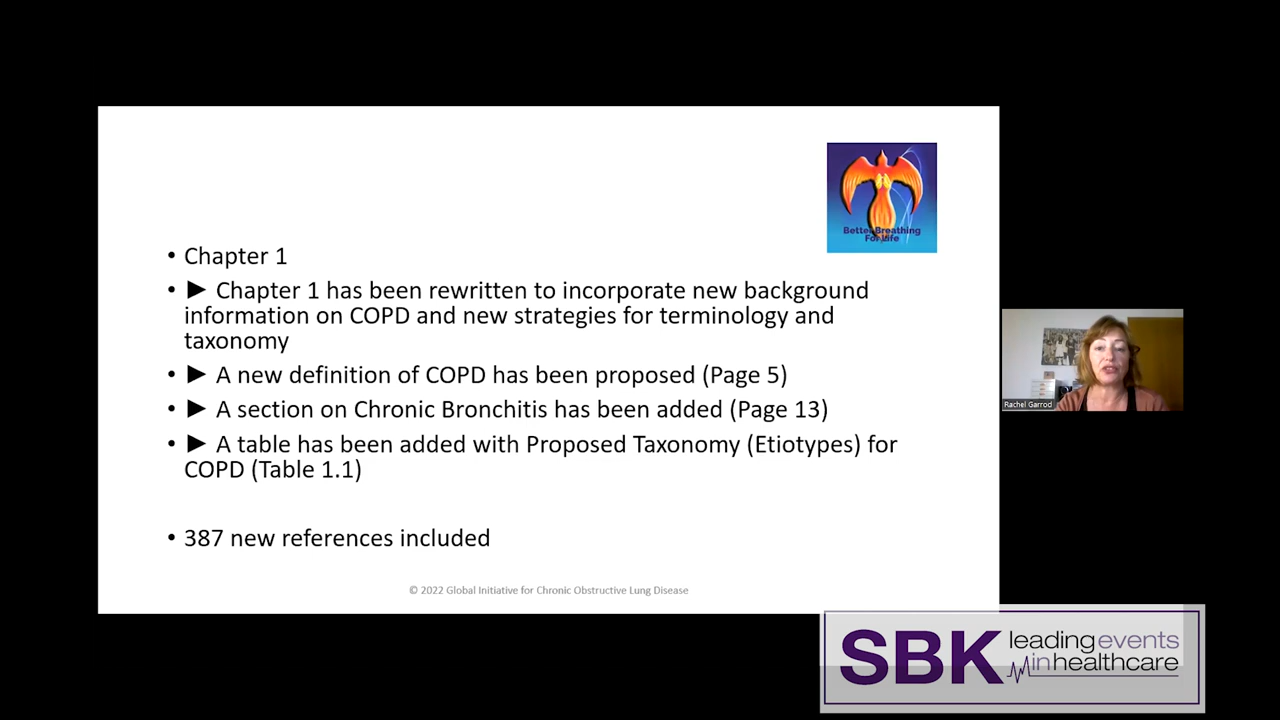 Better Breathing
For Life
• Chapter 1
• ► Chapter 1 has been rewritten to incorporate new background
information on COPD and new strategies for terminology and
taxonomy
• ► A new definition of COPD has been proposed (Page 5)
• ► A section on Chronic Bronchitis has been added (Page 13)
• ► A table has been added with Proposed Taxonomy (Etiotypes) for
COPD (Table 1.1)
• 387 new references included
© 2022 Global Initiative for Chronic Obstructive Lung Disease
Rachel Garrod
SBK leading events
in healthcare